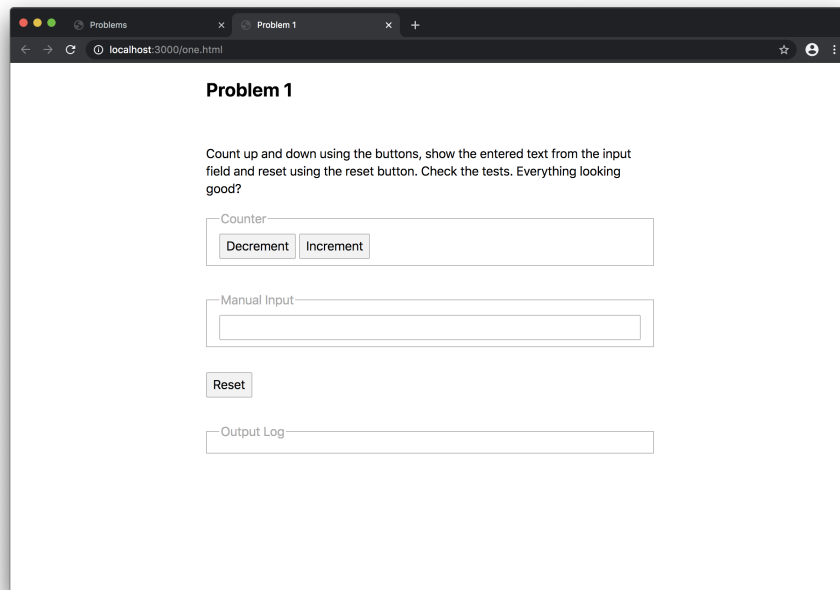 Problems
Problem 1
localhost:3000/one.html
Problem 1
Count up and down using the buttons, show the entered text from the input
field and reset using the reset button. Check the tests. Everything looking
good?
Counter
Decrement Increment
Manual Input
Reset
Output Log